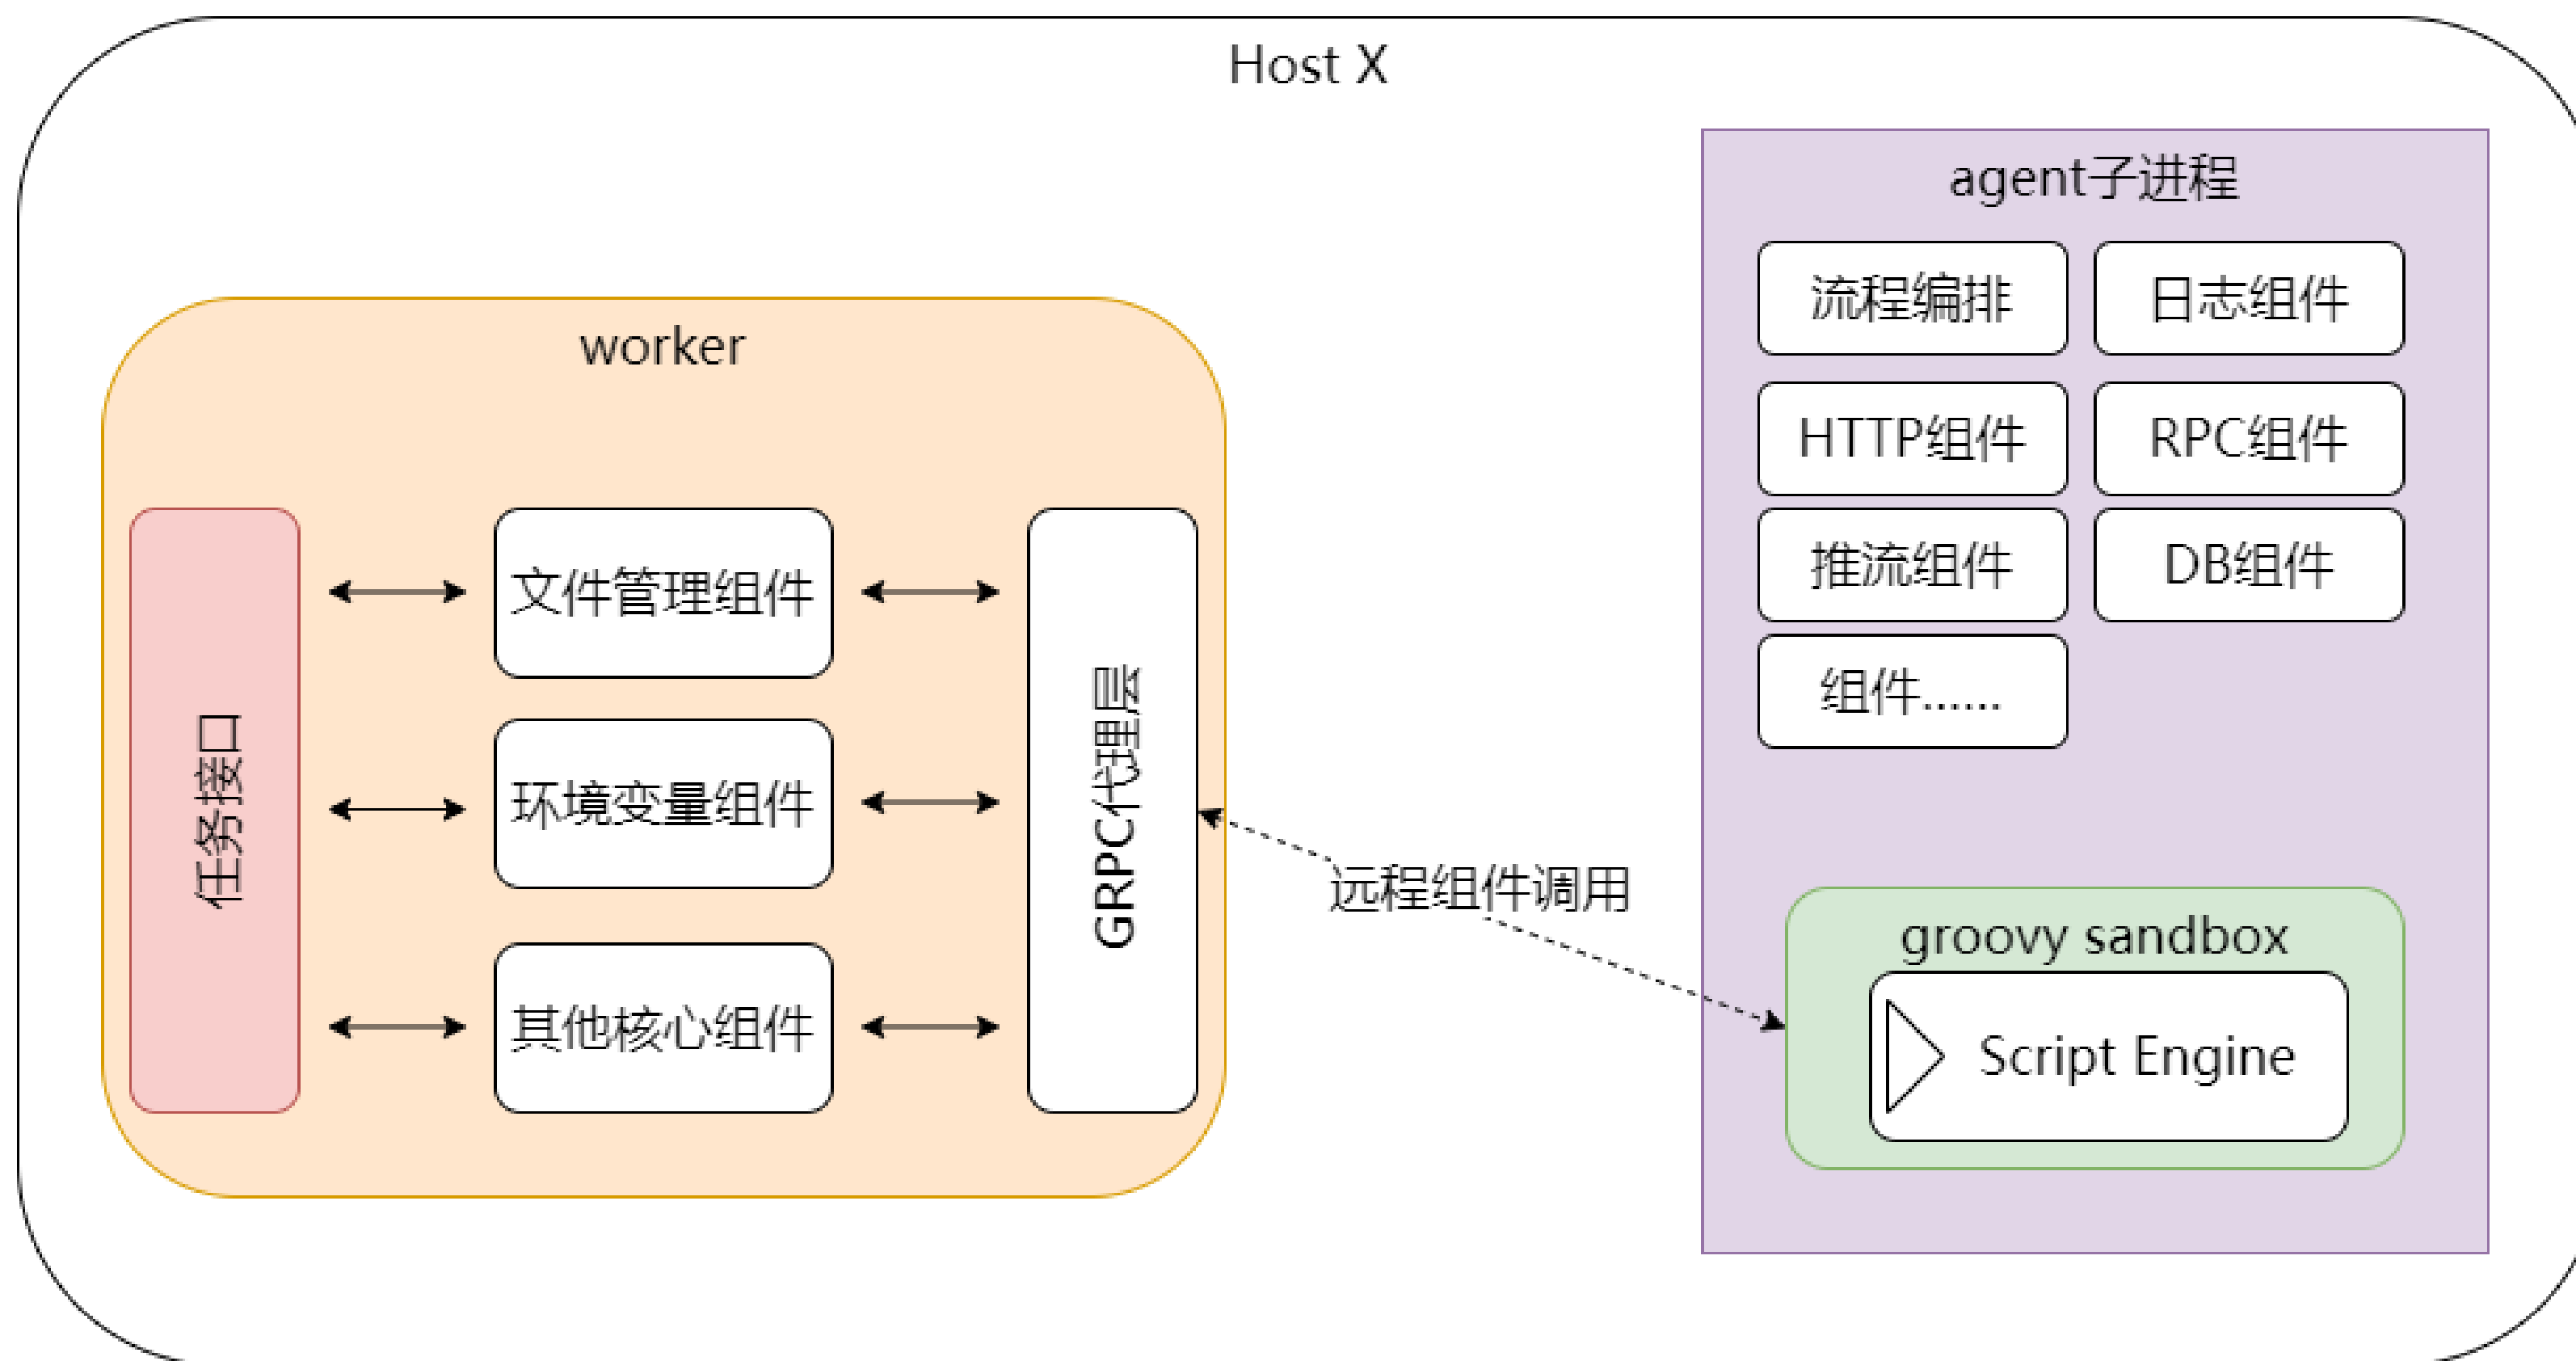 Host X
worker
任务接口
文件管理组件
环境变量组件
其他核心组件
GRPC代理层
远程组件调用
agent子进程
流程编排
日志组件
HTTP组件
RPC组件
推流组件
DB组件
组件......
groovy sandbox
Script Engine